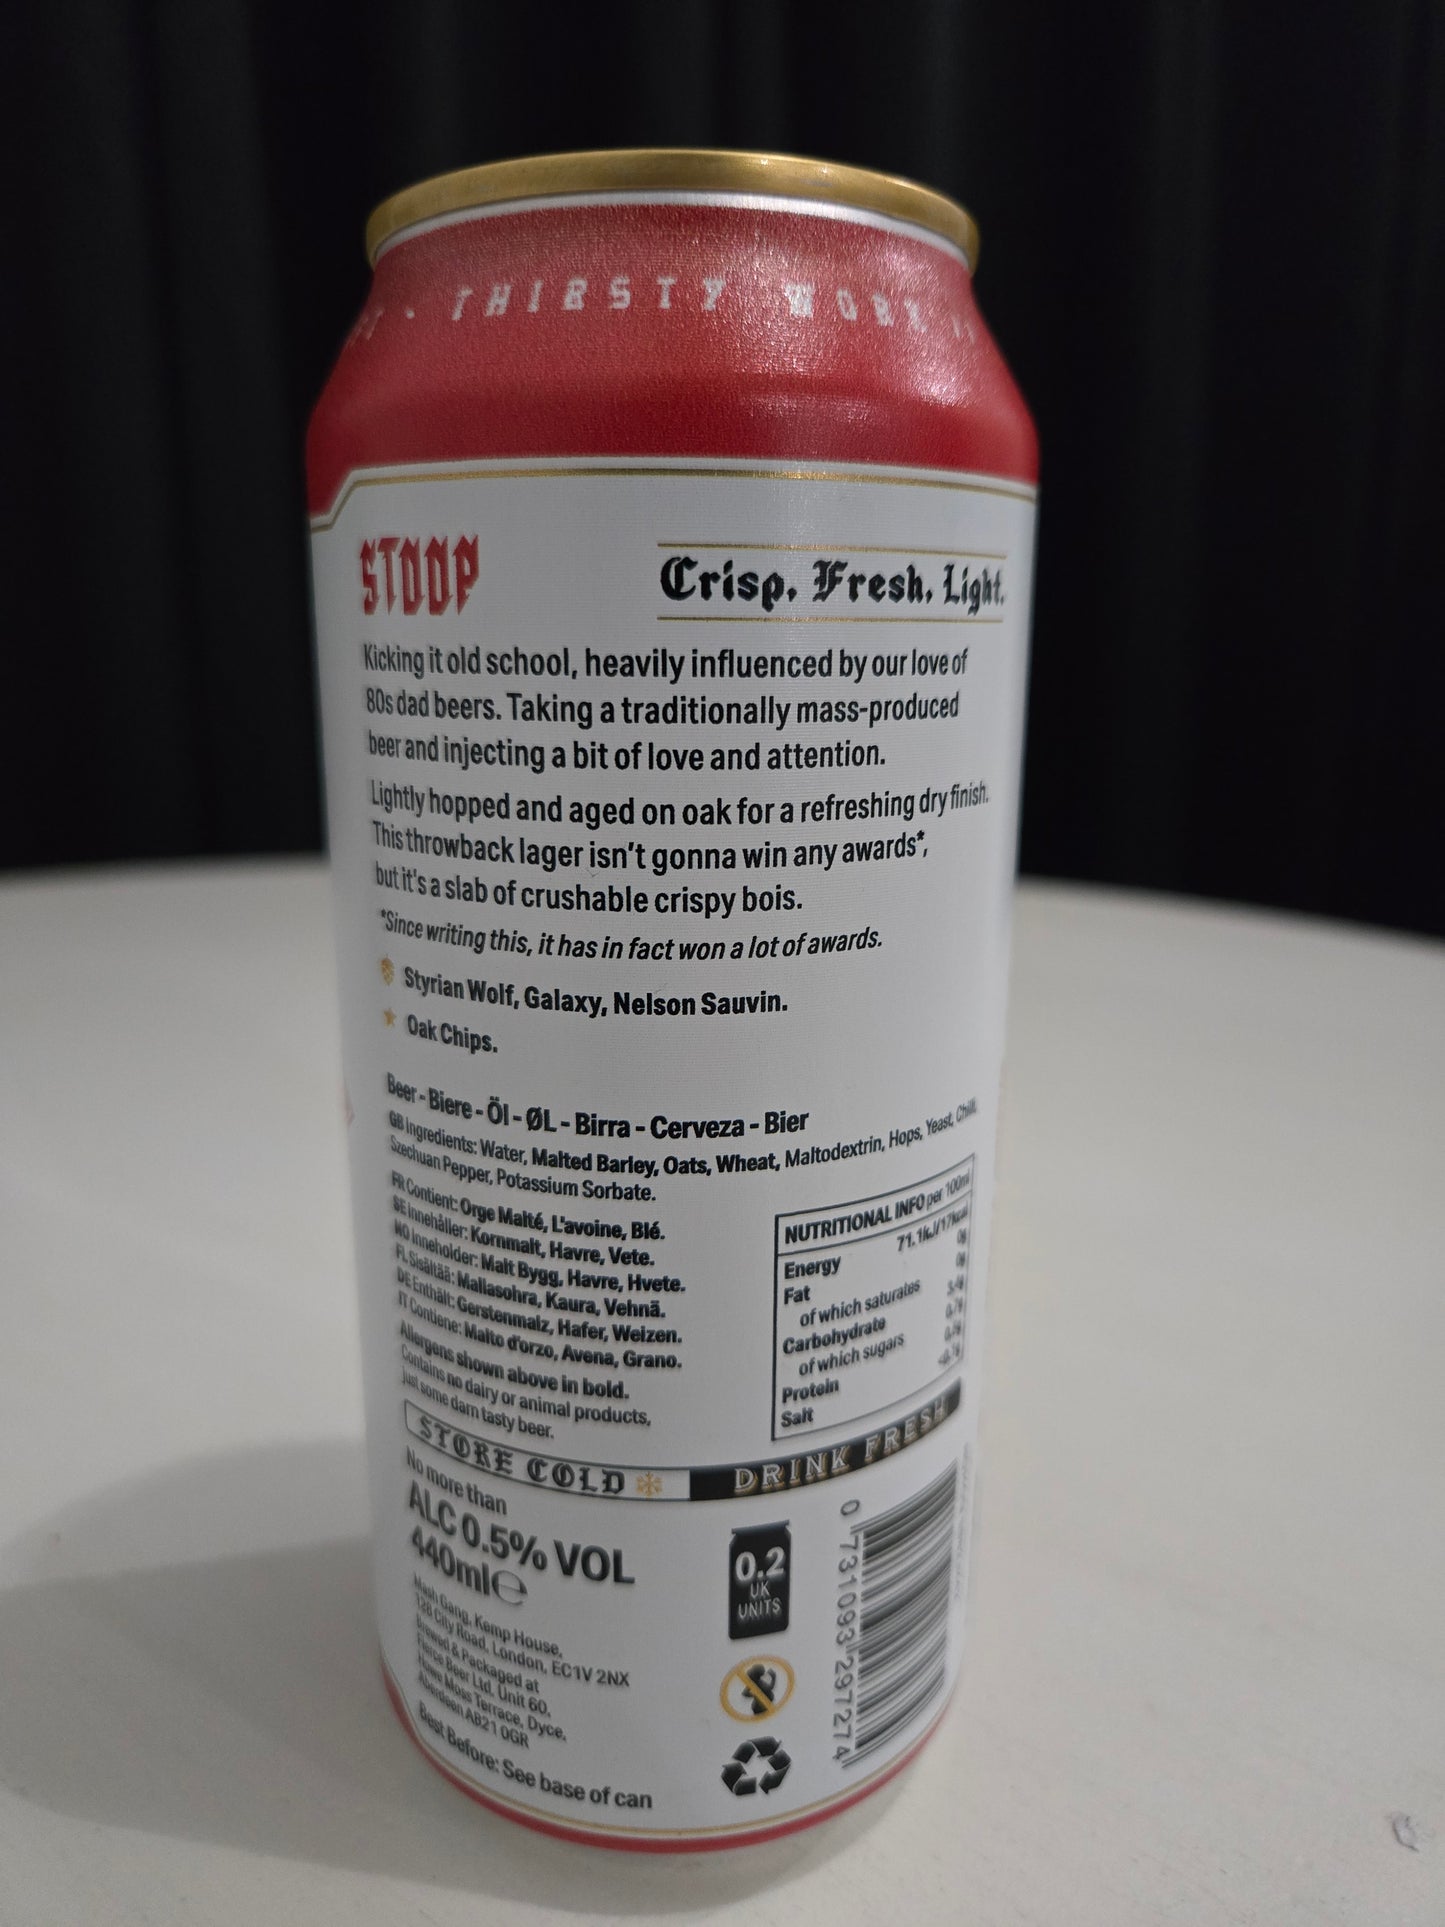 THIRSTY WORK
STOOP
Crisp. Fresh. Light.
Kicking it old school, heavily influenced by our love of
80s dad beers. Taking a traditionally mass-produced
beer and injecting a bit of love and attention.
Lightly hopped and aged on oak for a refreshing dry finish.
This throwback lager isn't gonna win any awards*,
but it's a slab of crushable crispy bois.
*Since writing this, it has in fact won a lot of awards.
Styrian Wolf, Galaxy, Nelson Sauvin.
Oak Chips.
Beer - Biere - Öl - ØL - Birra - Cerveza - Bier
GB Ingredients: Water, Malted Barley, Oats, Wheat, Maltodextrin, Hops, Yeast, Chilli,
Szechuan Pepper, Potassium Sorbate.
FR Contient: Orge Malté, L'avoine, Blé.
SE innehåller: Kornmalt, Havre, Vete.
NO Inneholder: Malt Bygg, Havre, Hvete.
FL Sisältää: Mallasohra, Kaura, Vehnä.
DE Enthält: Gerstenmalz, Hafer, Weizen.
IT Contiene: Malto d'orzo, Avena, Grano.
Allergens shown above in bold.
Contains no dairy or animal products,
just some darn tasty beer.
NUTRITIONAL INFO per 100ml
Energy 71.1kJ/17kcal
Fat 0g
of which saturates 0g
Carbohydrate
of which sugars
Protein
Salt
STORE COLD DRINK FRESH
No more than
ALC 0.5% VOL
440ml℮
Mash Gang, Kemp House,
128 City Road, London, EC1V 2NX
Brewed & Packaged at
Fierce Beer Ltd, Unit 60,
Howe Moss Terrace, Dyce,
Aberdeen AB21 0GR
Best Before: See base of can
0.2
UK
UNITS
0 731093 297274